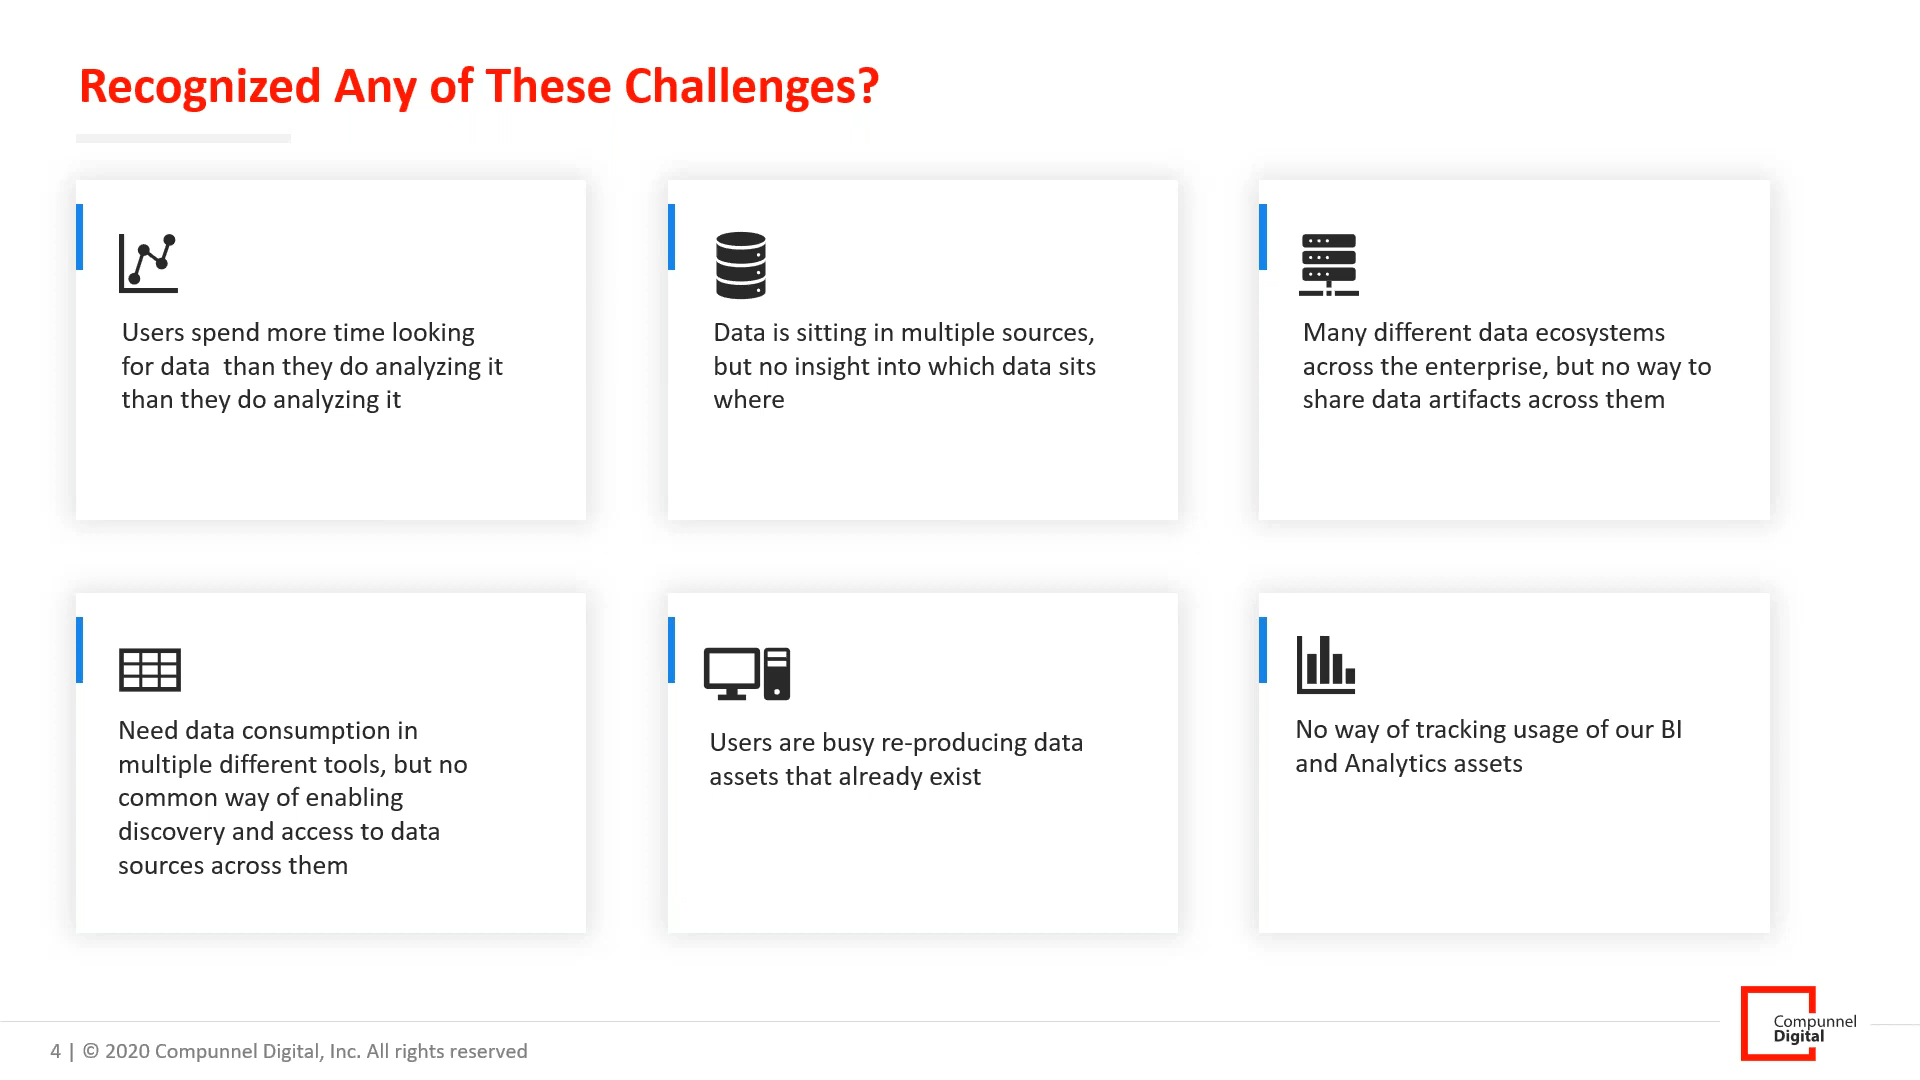 Recognized Any of These Challenges?
Users spend more time looking
for data  than they do analyzing it
than they do analyzing it
Data is sitting in multiple sources,
but no insight into which data sits
where
Many different data ecosystems
across the enterprise, but no way to
share data artifacts across them
Need data consumption in
multiple different tools, but no
common way of enabling
discovery and access to data
sources across them
Users are busy re-producing data
assets that already exist
No way of tracking usage of our BI
and Analytics assets
4 | © 2020 Compunnel Digital, Inc. All rights reserved
Compunnel
Digital